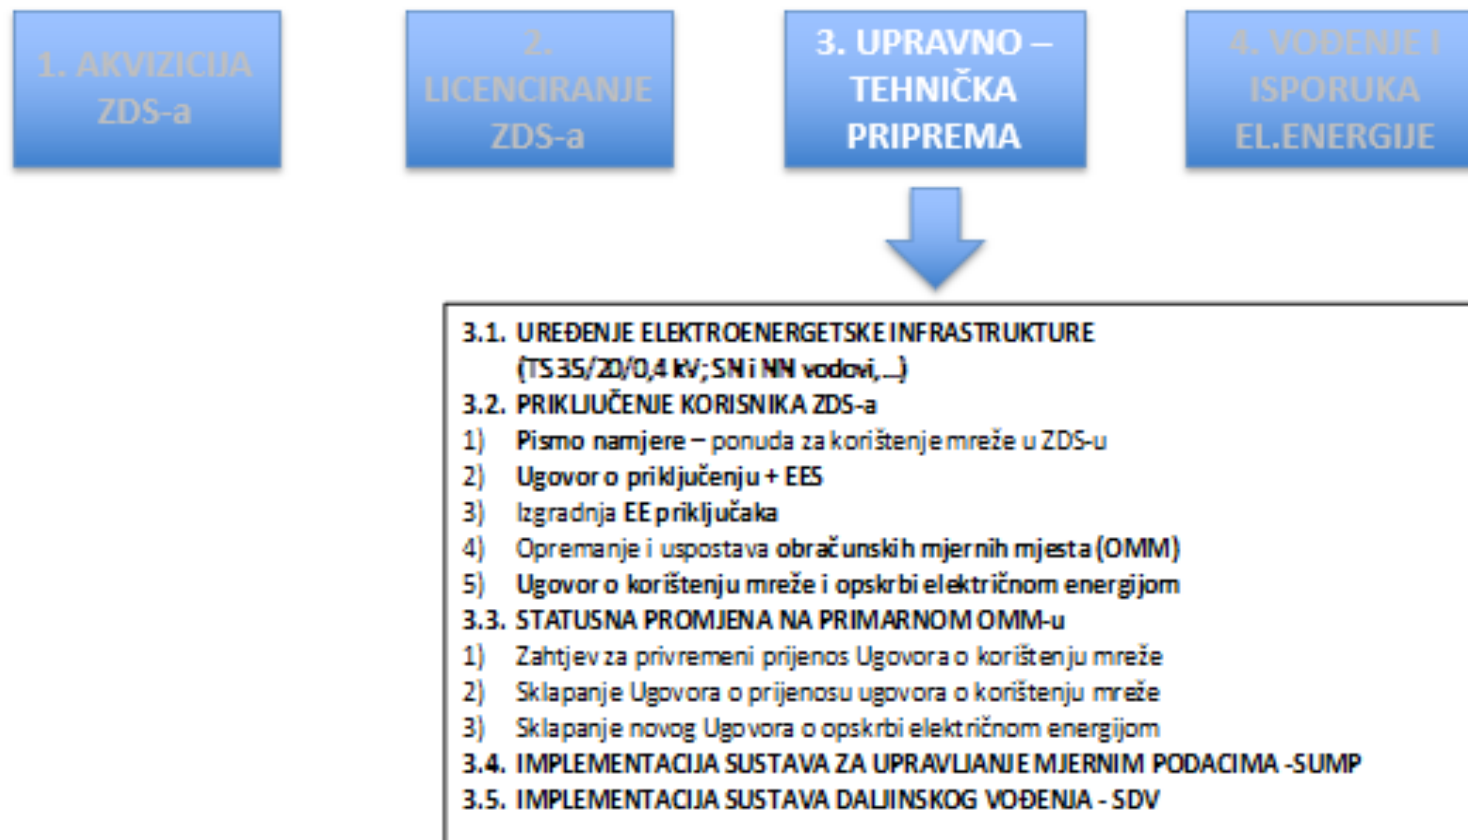 1. AKVIZICIJA
ZDS-a
2.
LICENCIRANJE
ZDS-a
3. UPRAVNO –
TEHNIČKA
PRIPREMA
4. VOĐENJE I
ISPORUKA
EL.ENERGIJE
3.1. UREĐENJE ELEKTROENERGETSKE INFRASTRUKTURE
(TS 35/20/0,4 kV; SN i NN vodovi,...)
3.2. PRIKLJUČENJE KORISNIKA ZDS-a
1) Pismo namjere – ponuda za korištenje mreže u ZDS-u
2) Ugovor o priključenju + EES
3) Izgradnja EE priključaka
4) Opremanje i uspostava obračunskih mjernih mjesta (OMM)
5) Ugovor o korištenju mreže i opskrbi električnom energijom
3.3. STATUSNA PROMJENA NA PRIMARNOM OMM-u
1) Zahtjev za privremeni prijenos Ugovora o korištenju mreže
2) Sklapanje Ugovora o prijenosu ugovora o korištenju mreže
3) Sklapanje novog Ugovora o opskrbi električnom energijom
3.4. IMPLEMENTACIJA SUSTAVA ZA UPRAVLJANJE MJERNIM PODACIMA -SUMP
3.5. IMPLEMENTACIJA SUSTAVA DALJINSKOG VOĐENJA - SDV